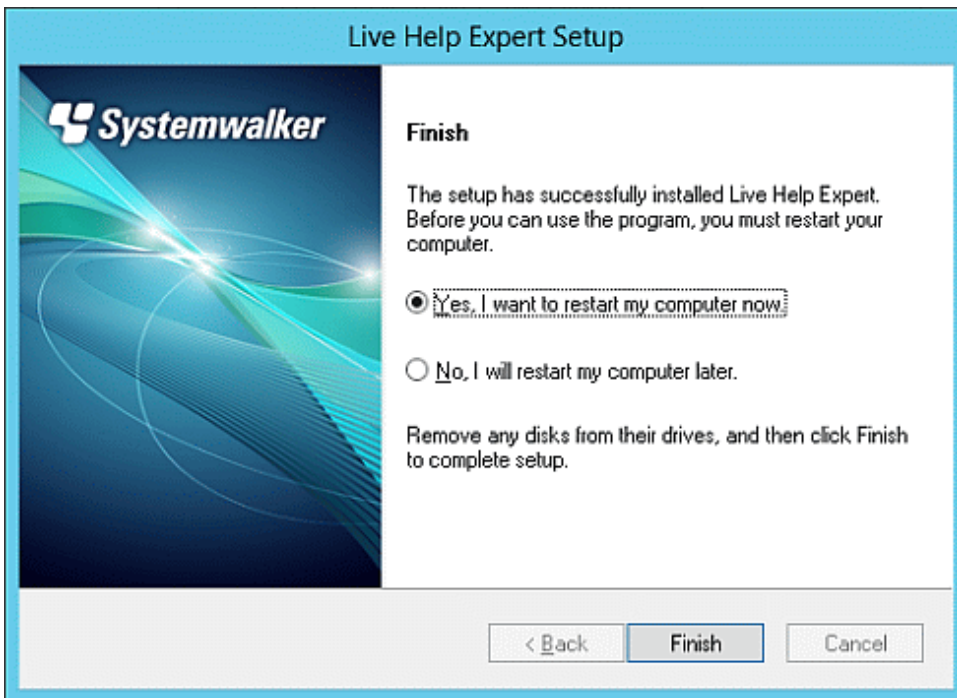 Live Help Expert Setup
Systemwalker
Finish
The setup has successfully installed Live Help Expert.
Before you can use the program, you must restart your
computer.
Yes, I want to restart my computer now.
No, I will restart my computer later.
Remove any disks from their drives, and then click Finish
to complete setup.
< Back
Finish
Cancel